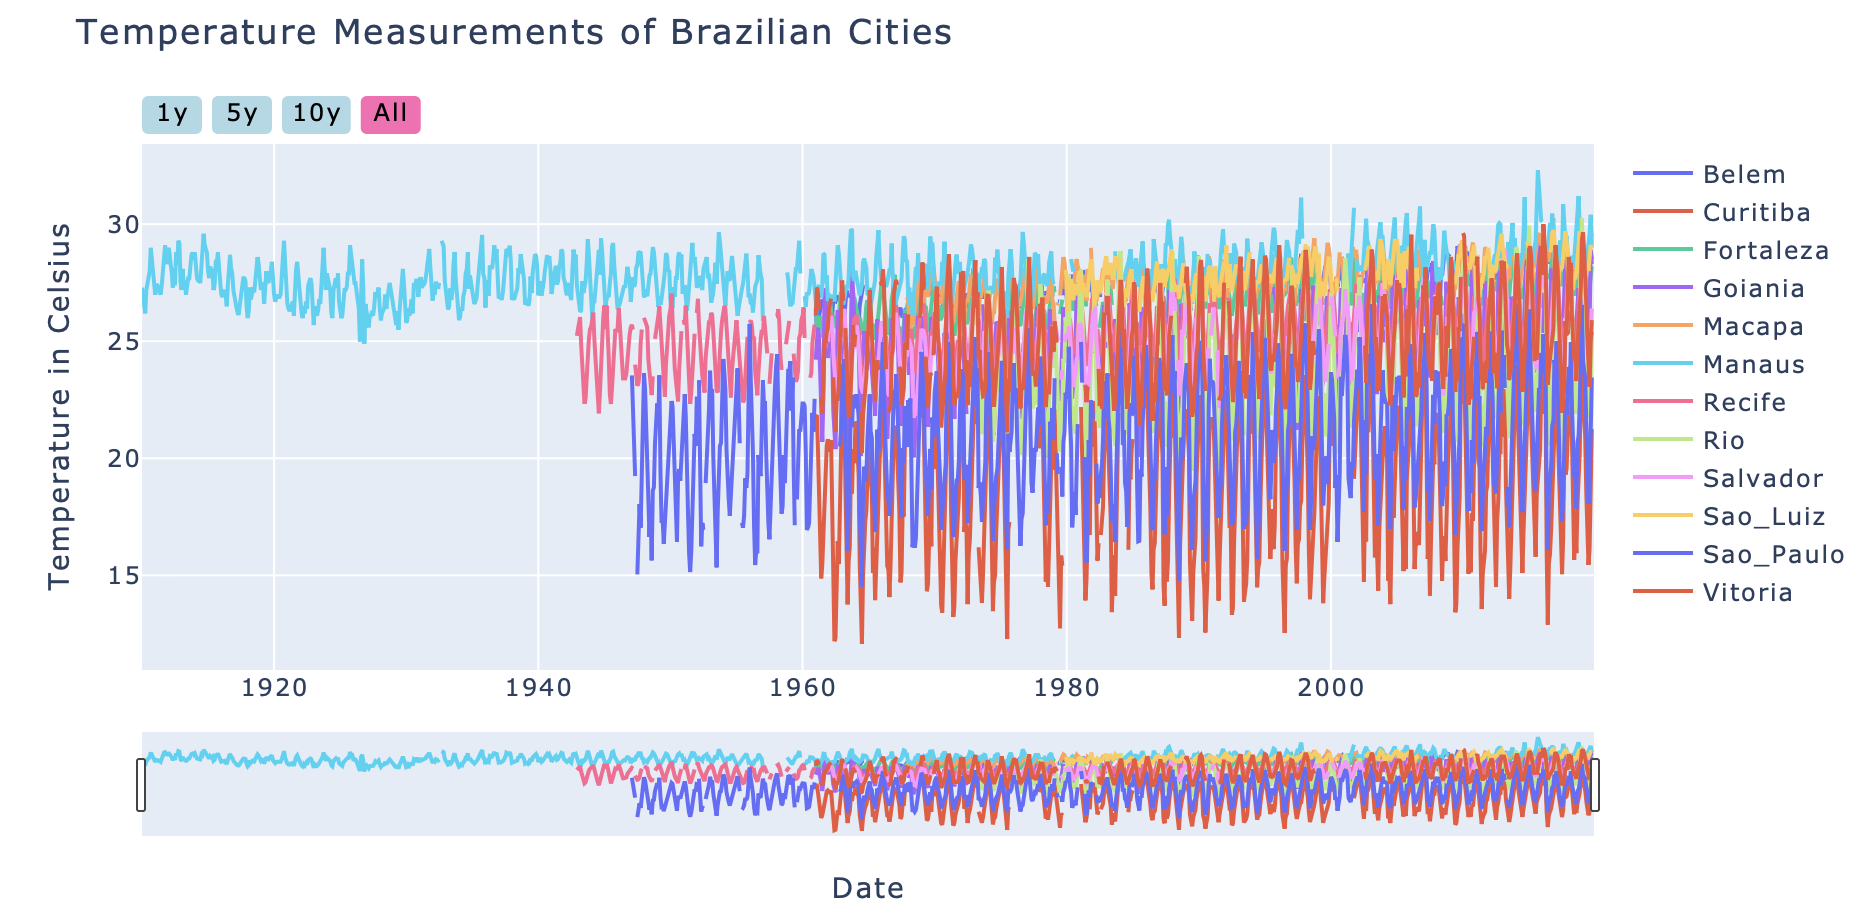 Temperature Measurements of Brazilian Cities
1y 5y 10y All
Temperature in Celsius
30
25
20
15
1920 1940 1960 1980 2000
Date
Belem
Curitiba
Fortaleza
Goiania
Macapa
Manaus
Recife
Rio
Salvador
Sao_Luiz
Sao_Paulo
Vitoria